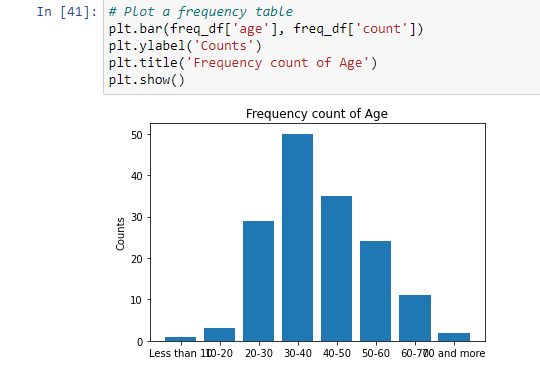 In [41]: # Plot a frequency table
plt.bar(freq_df['age'], freq_df['count'])
plt.ylabel('Counts')
plt.title('Frequency count of Age')
plt.show()
Frequency count of Age
50
40
30
20
10
0
Counts
Less than 10 10-20 20-30 30-40 40-50 50-60 60-70 70 and more